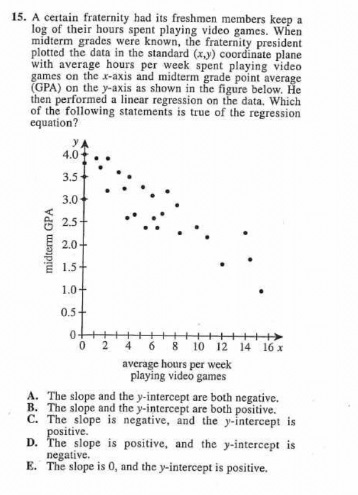 15. A certain fraternity had its freshmen members keep a
log of their hours spent playing video games. When
midterm grades were known, the fraternity president
plotted the data in the standard (x,y) coordinate plane
with average hours per week spent playing video
games on the x-axis and midterm grade point average
(GPA) on the y-axis as shown in the figure below. He
then performed a linear regression on the data. Which
of the following statements is true of the regression
equation?
y
4.0
3.5
3.0
2.5
2.0
1.5
1.0
0.5
0
midterm GPA
0 2 4 6 8 10 12 14 16 x
average hours per week
playing video games
A. The slope and the y-intercept are both negative.
B. The slope and the y-intercept are both positive.
C. The slope is negative, and the y-intercept is
positive.
D. The slope is positive, and the y-intercept is
negative.
E. The slope is 0, and the y-intercept is positive.